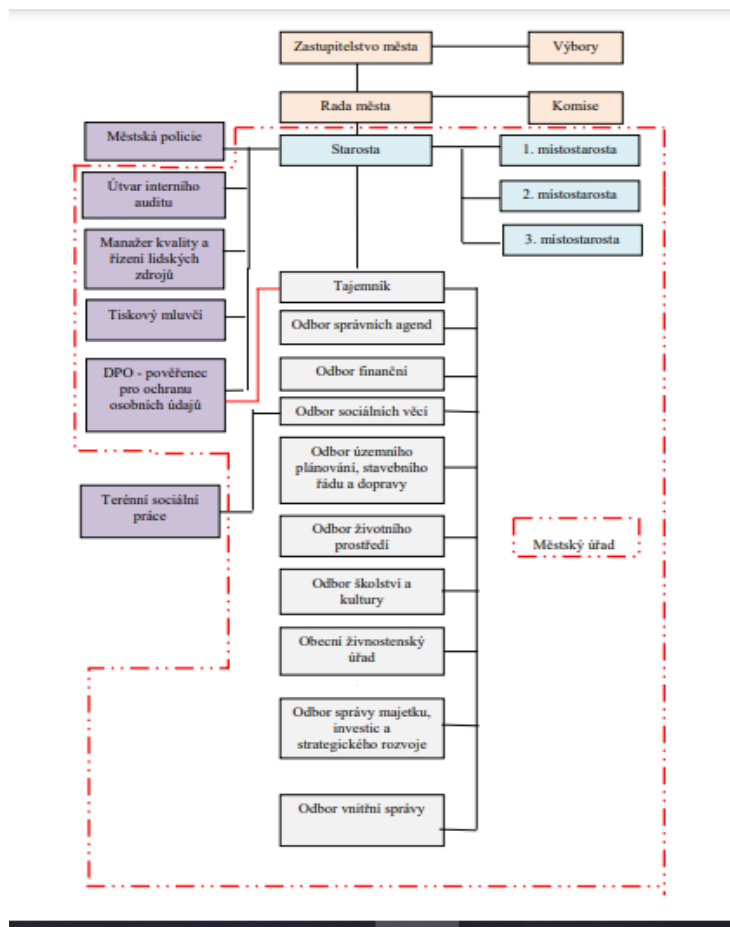 Zastupitelstvo města
Výbory
Rada města
Komise
Městská policie
Starosta
1. místostarosta
Útvar interního
auditu
2. místostarosta
Manažer kvality a
řízení lidských
zdrojů
3. místostarosta
Tajemník
Tiskový mluvčí
Odbor správních agend
DPO - pověřenec
pro ochranu
osobních údajů
Odbor finanční
Odbor sociálních věcí
Odbor územního
plánování, stavebního
řádu a dopravy
Terénní sociální
práce
Odbor životního
prostředí
Městský úřad
Odbor školství a
kultury
Obecní živnostenský
úřad
Odbor správy majetku,
investic a
strategického rozvoje
Odbor vnitřní správy